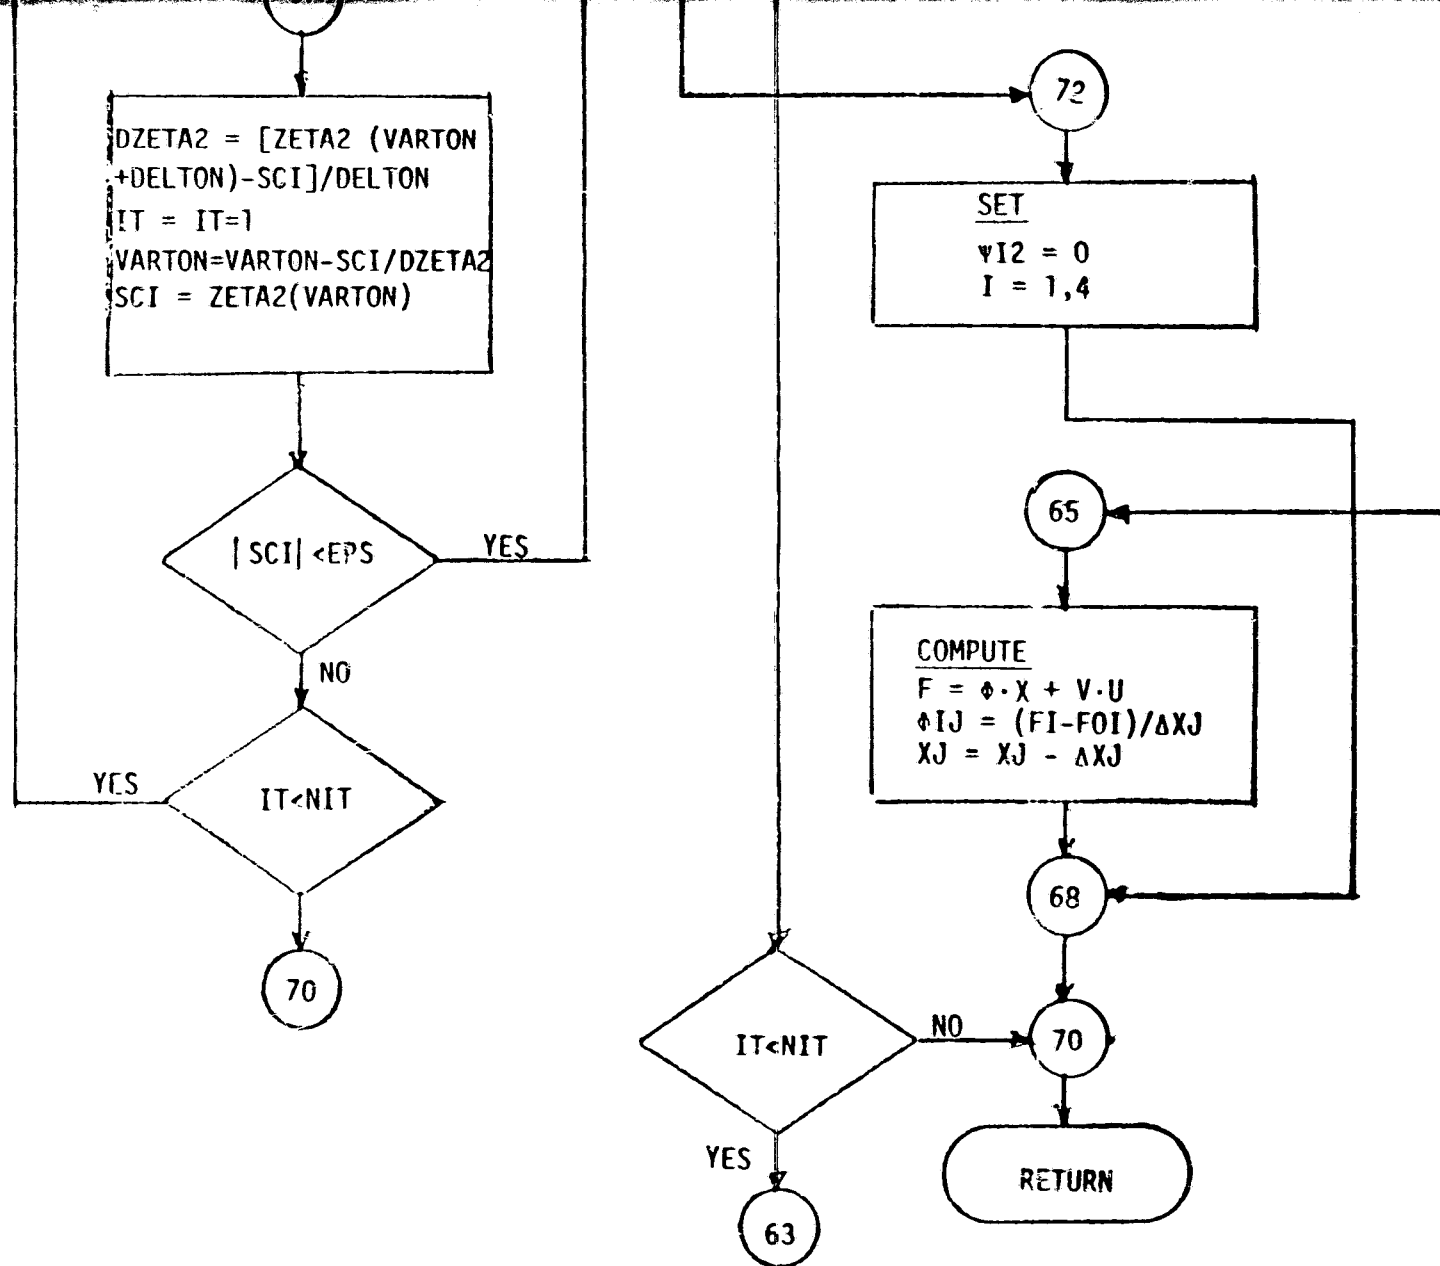 DZETA2 = [ZETA2 (VARTON
+DELTON)-SCI]/DELTON
IT = IT=1
VARTON=VARTON-SCI/DZETA2
SCI = ZETA2(VARTON)
|SCI| <EPS
YES
NO
YES
IT<NIT
70
72
SET
ΨI2 = 0
I = 1,4
65
COMPUTE
F = Φ·X + V·U
ΦIJ = (FI-FOI)/ΔXJ
XJ = XJ - ΔXJ
68
IT<NIT
NO
70
YES
RETURN
63